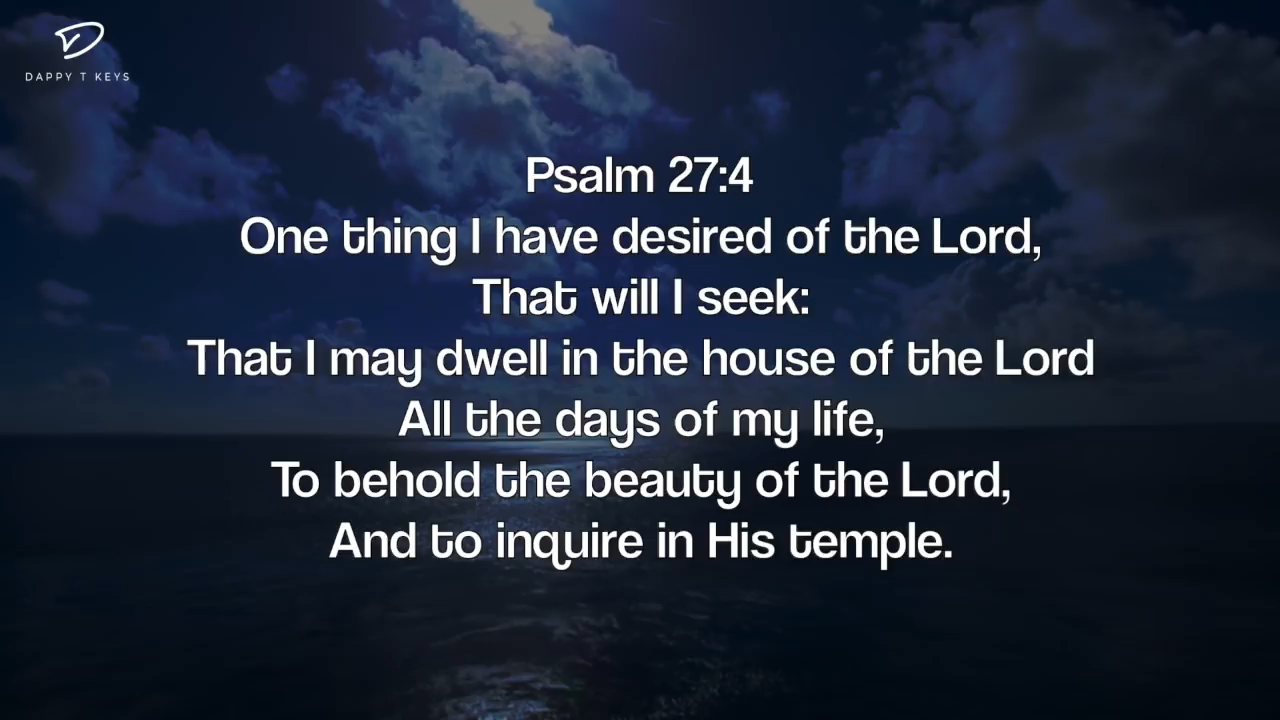 DAPPY T KEYS
Psalm 27:4
One thing I have desired of the Lord,
That will I seek:
That I may dwell in the house of the Lord
All the days of my life,
To behold the beauty of the Lord,
And to inquire in His temple.